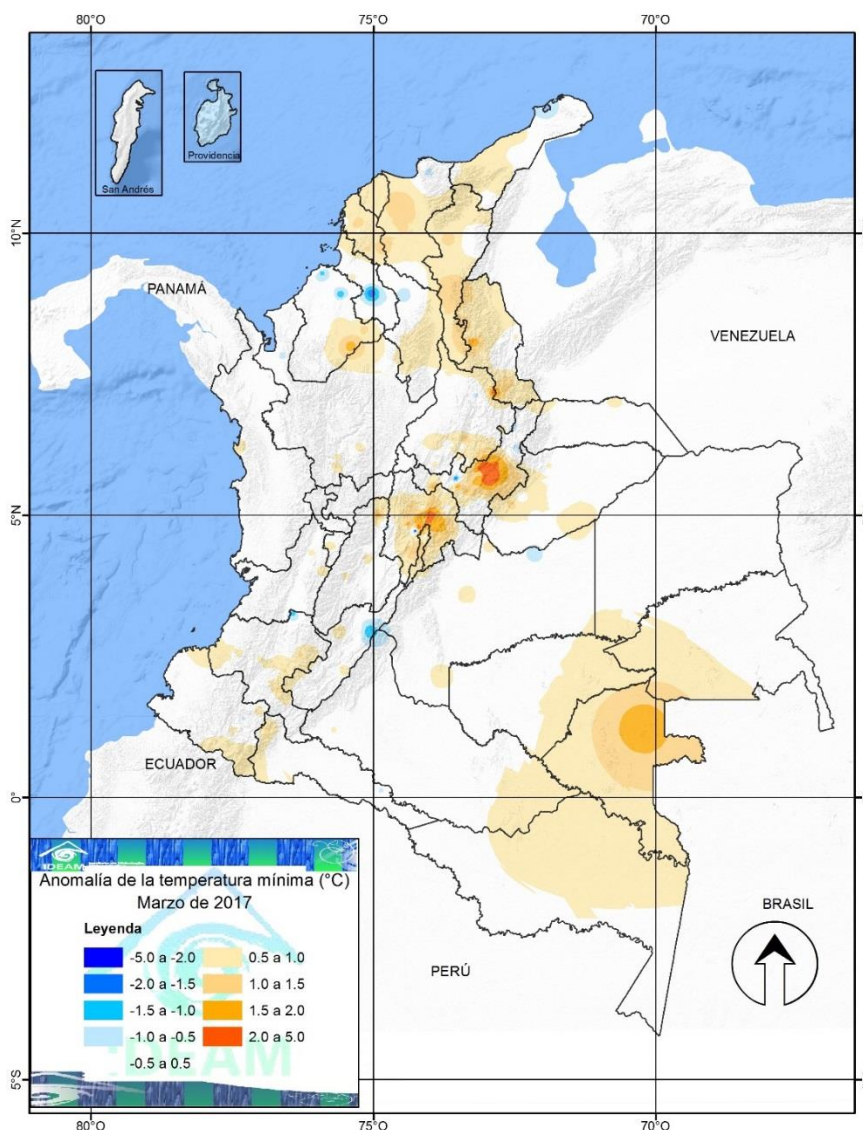 80°O 75°O 70°O
San Andrés
Providencia
10°N
PANAMÁ
VENEZUELA
5°N
ECUADOR
0°
BRASIL
PERÚ
IDEAM
Anomalía de la temperatura mínima (°C)
Marzo de 2017
Leyenda
-5.0 a -2.0 0.5 a 1.0
-2.0 a -1.5 1.0 a 1.5
-1.5 a -1.0 1.5 a 2.0
-1.0 a -0.5 2.0 a 5.0
-0.5 a 0.5
IDEAM
5°S
80°O 75°O 70°O